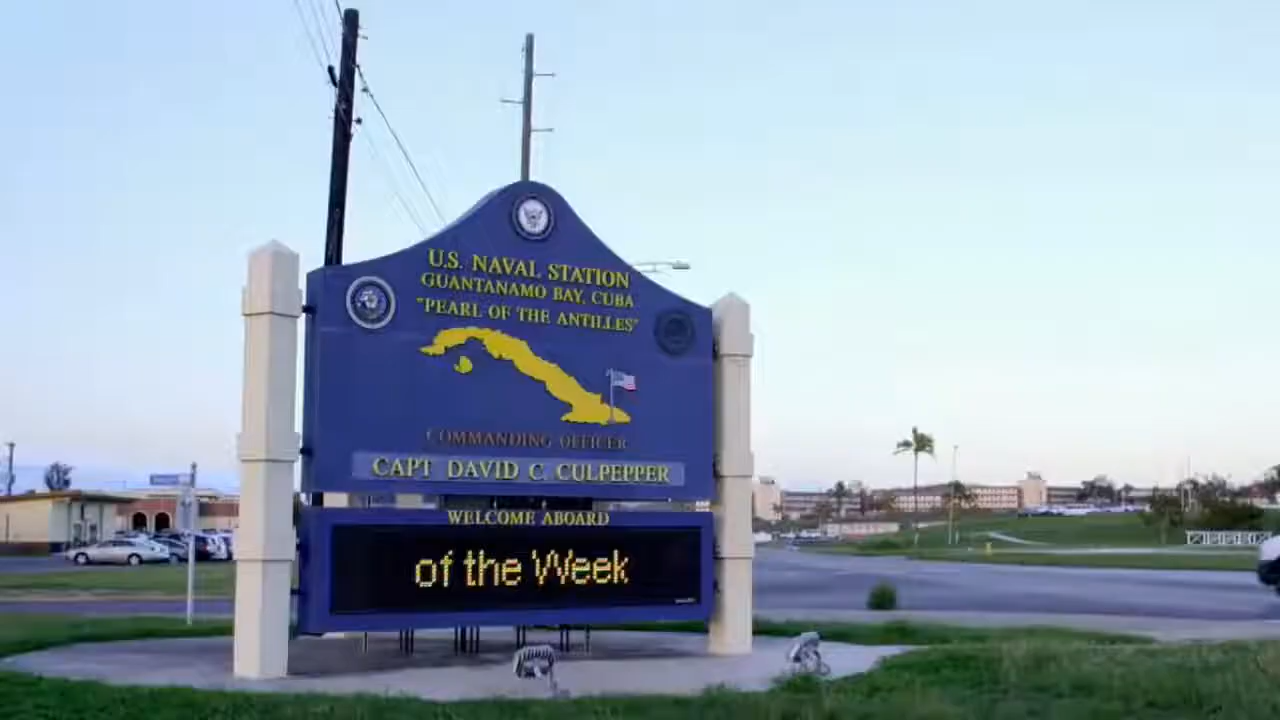 U.S. NAVAL STATION
GUANTANAMO BAY, CUBA
"PEARL OF THE ANTILLES"
COMMANDING OFFICER
CAPT DAVID C. CULPEPPER
WELCOME ABOARD
of the Week